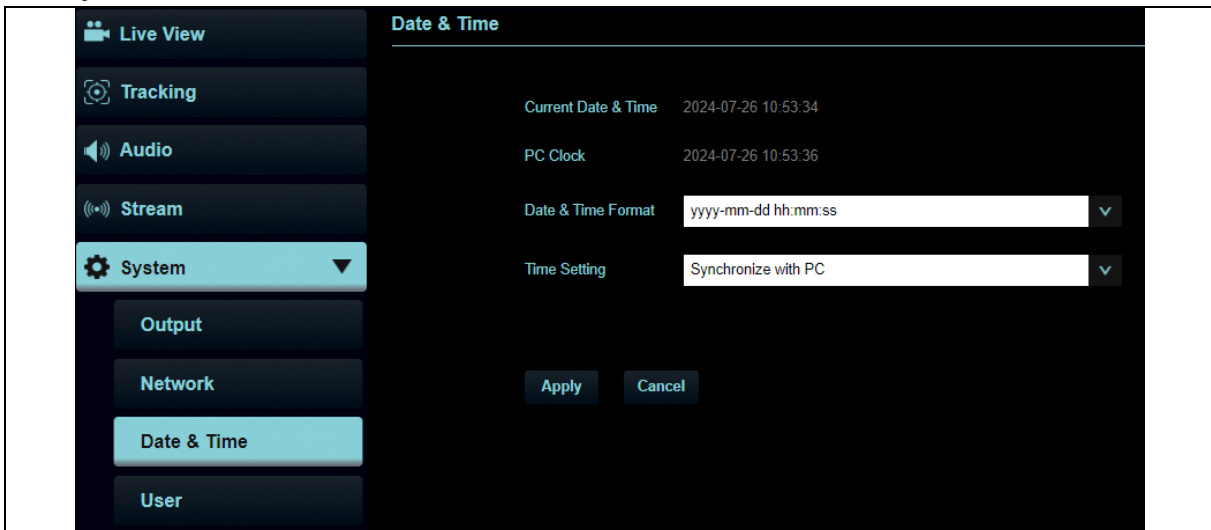 Live View
Tracking
Audio
Stream
System
Output
Network
Date & Time
User
Date & Time
Current Date & Time 2024-07-26 10:53:34
PC Clock 2024-07-26 10:53:36
Date & Time Format yyyy-mm-dd hh:mm:ss
Time Setting Synchronize with PC
Apply Cancel